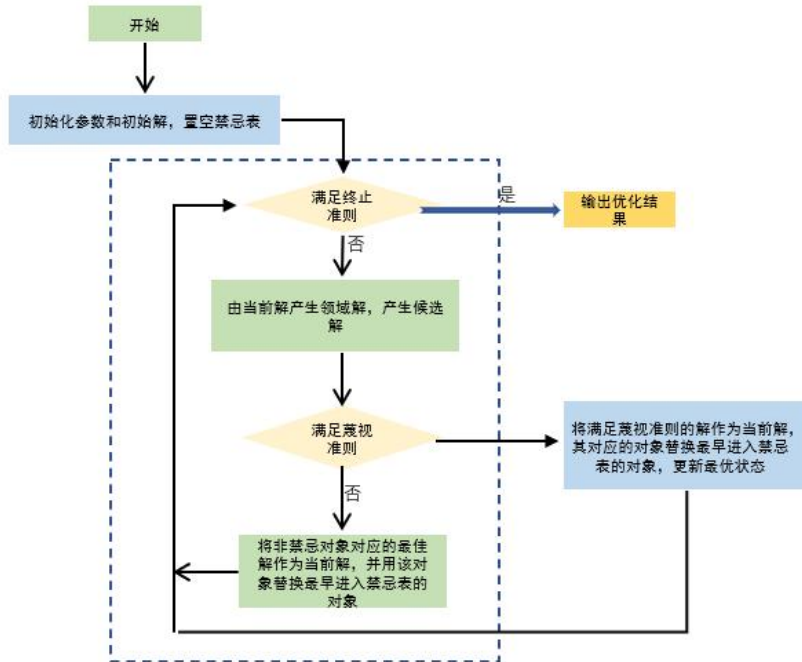 开始
初始化参数和初始解，置空禁忌表
满足终止
准则
是
输出优化结
果
否
由当前解产生领域解，产生候选
解
满足蔑视
准则
将满足蔑视准则的解作为当前解，
其对应的对象替换最早进入禁忌
表的对象，更新最优状态
否
将非禁忌对象对应的最佳
解作为当前解，并用该对
象替换最早进入禁忌表的
对象